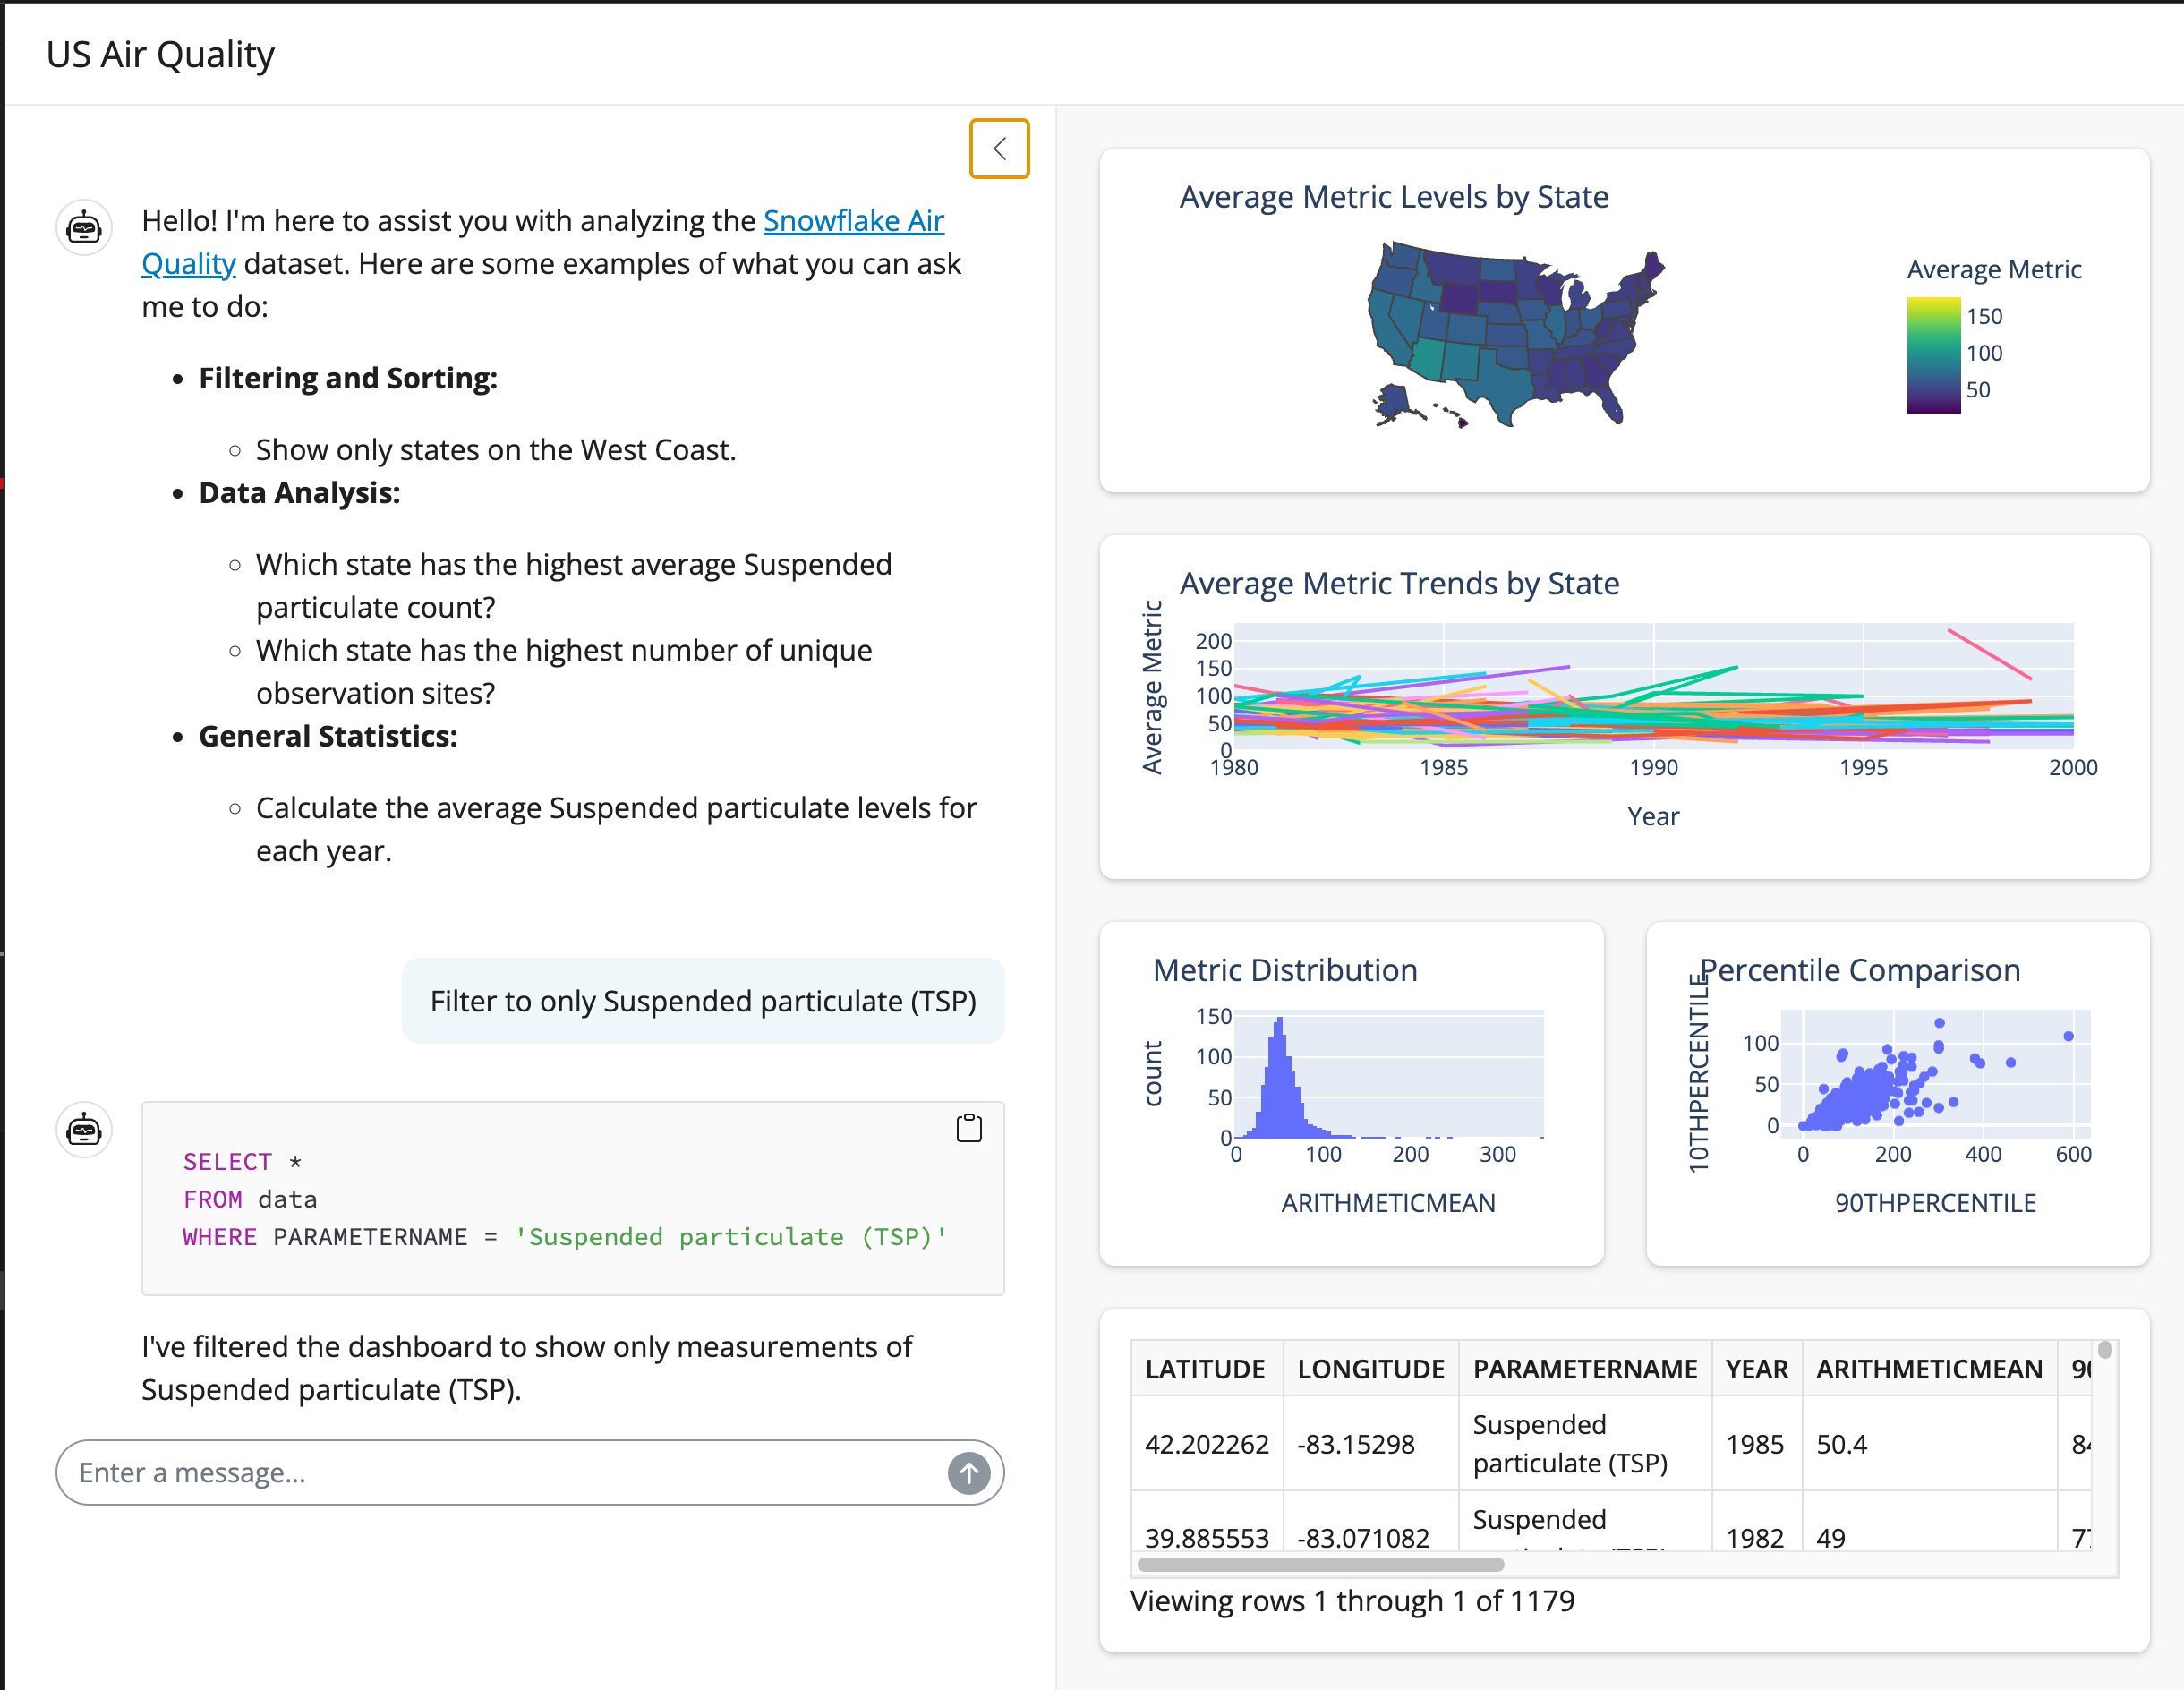 US Air Quality
Hello! I'm here to assist you with analyzing the Snowflake Air
Quality dataset. Here are some examples of what you can ask
me to do:
• Filtering and Sorting:
◦ Show only states on the West Coast.
• Data Analysis:
◦ Which state has the highest average Suspended
particulate count?
◦ Which state has the highest number of unique
observation sites?
• General Statistics:
◦ Calculate the average Suspended particulate levels for
each year.
Filter to only Suspended particulate (TSP)
SELECT *
FROM data
WHERE PARAMETERNAME = 'Suspended particulate (TSP)'
I've filtered the dashboard to show only measurements of
Suspended particulate (TSP).
Enter a message...
Average Metric Levels by State
Average Metric
150
100
50
Average Metric Trends by State
Average Metric
200
150
100
50
0
1980 1985 1990 1995 2000
Year
Metric Distribution
count
150
100
50
0
0 100 200 300
ARITHMETICMEAN
Percentile Comparison
10THPERCENTILE
100
50
0
0 200 400 600
90THPERCENTILE
LATITUDE LONGITUDE PARAMETERNAME YEAR ARITHMETICMEAN
42.202262 -83.15298 Suspended
particulate (TSP) 1985 50.4
39.885553 -83.071082 Suspended 1982 49
Viewing rows 1 through 1 of 1179